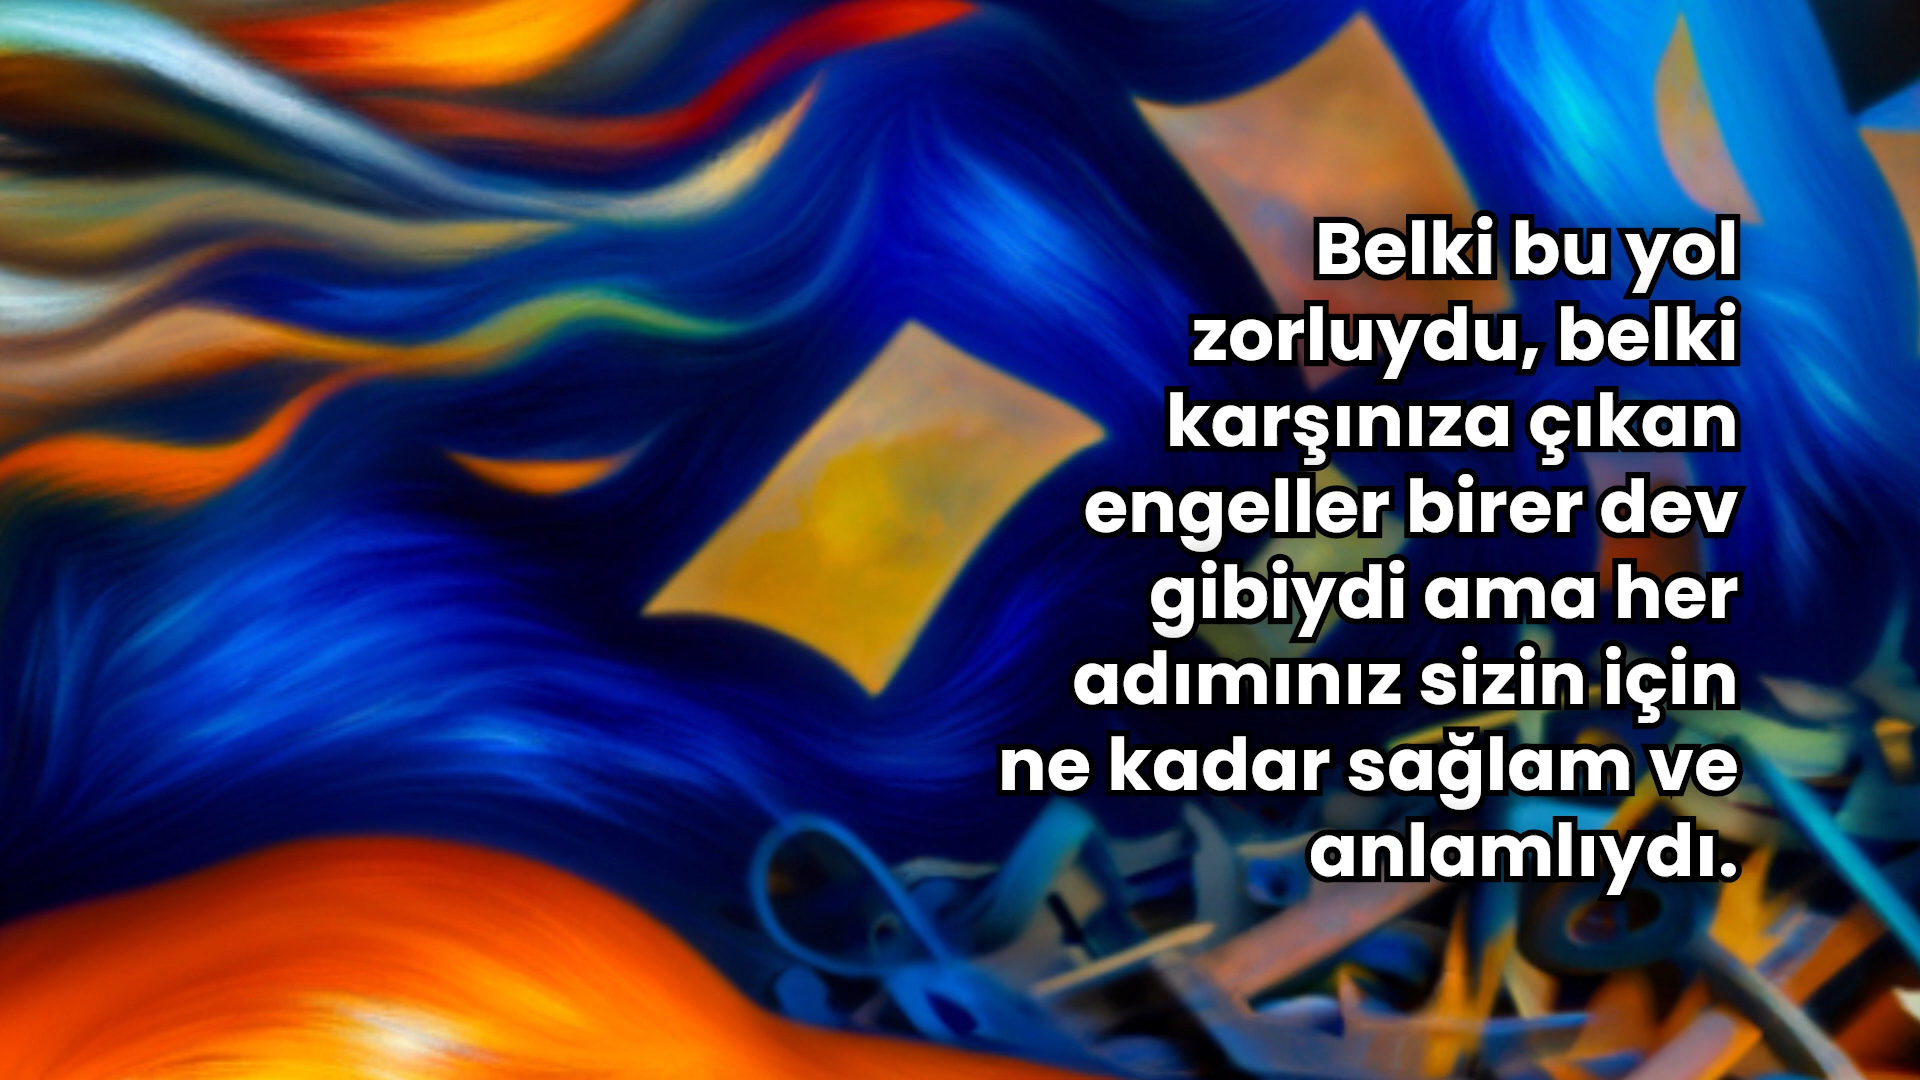 Belki bu yol
zorluydu, belki
karşınıza çıkan
engeller birer dev
gibiydi ama her
adımınız sizin için
ne kadar sağlam ve
anlamlıydı.